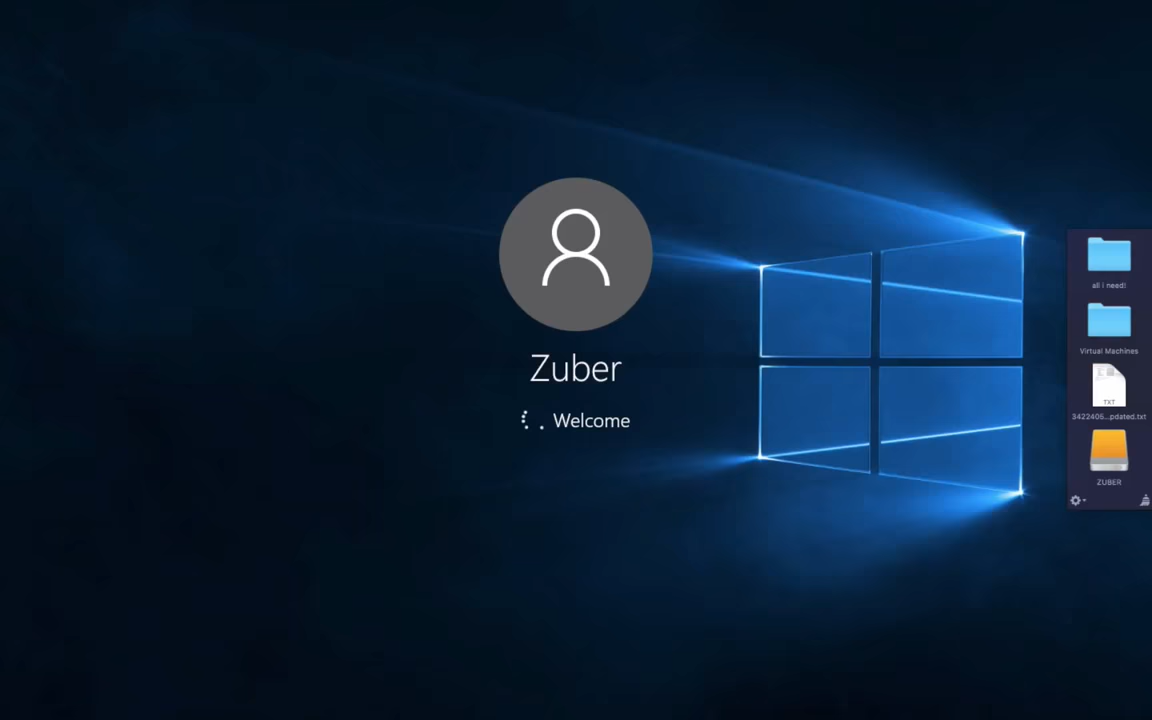 Zuber
Welcome
all i need!
Virtual Machines
TXT
3422406...pdated.txt
ZUBER